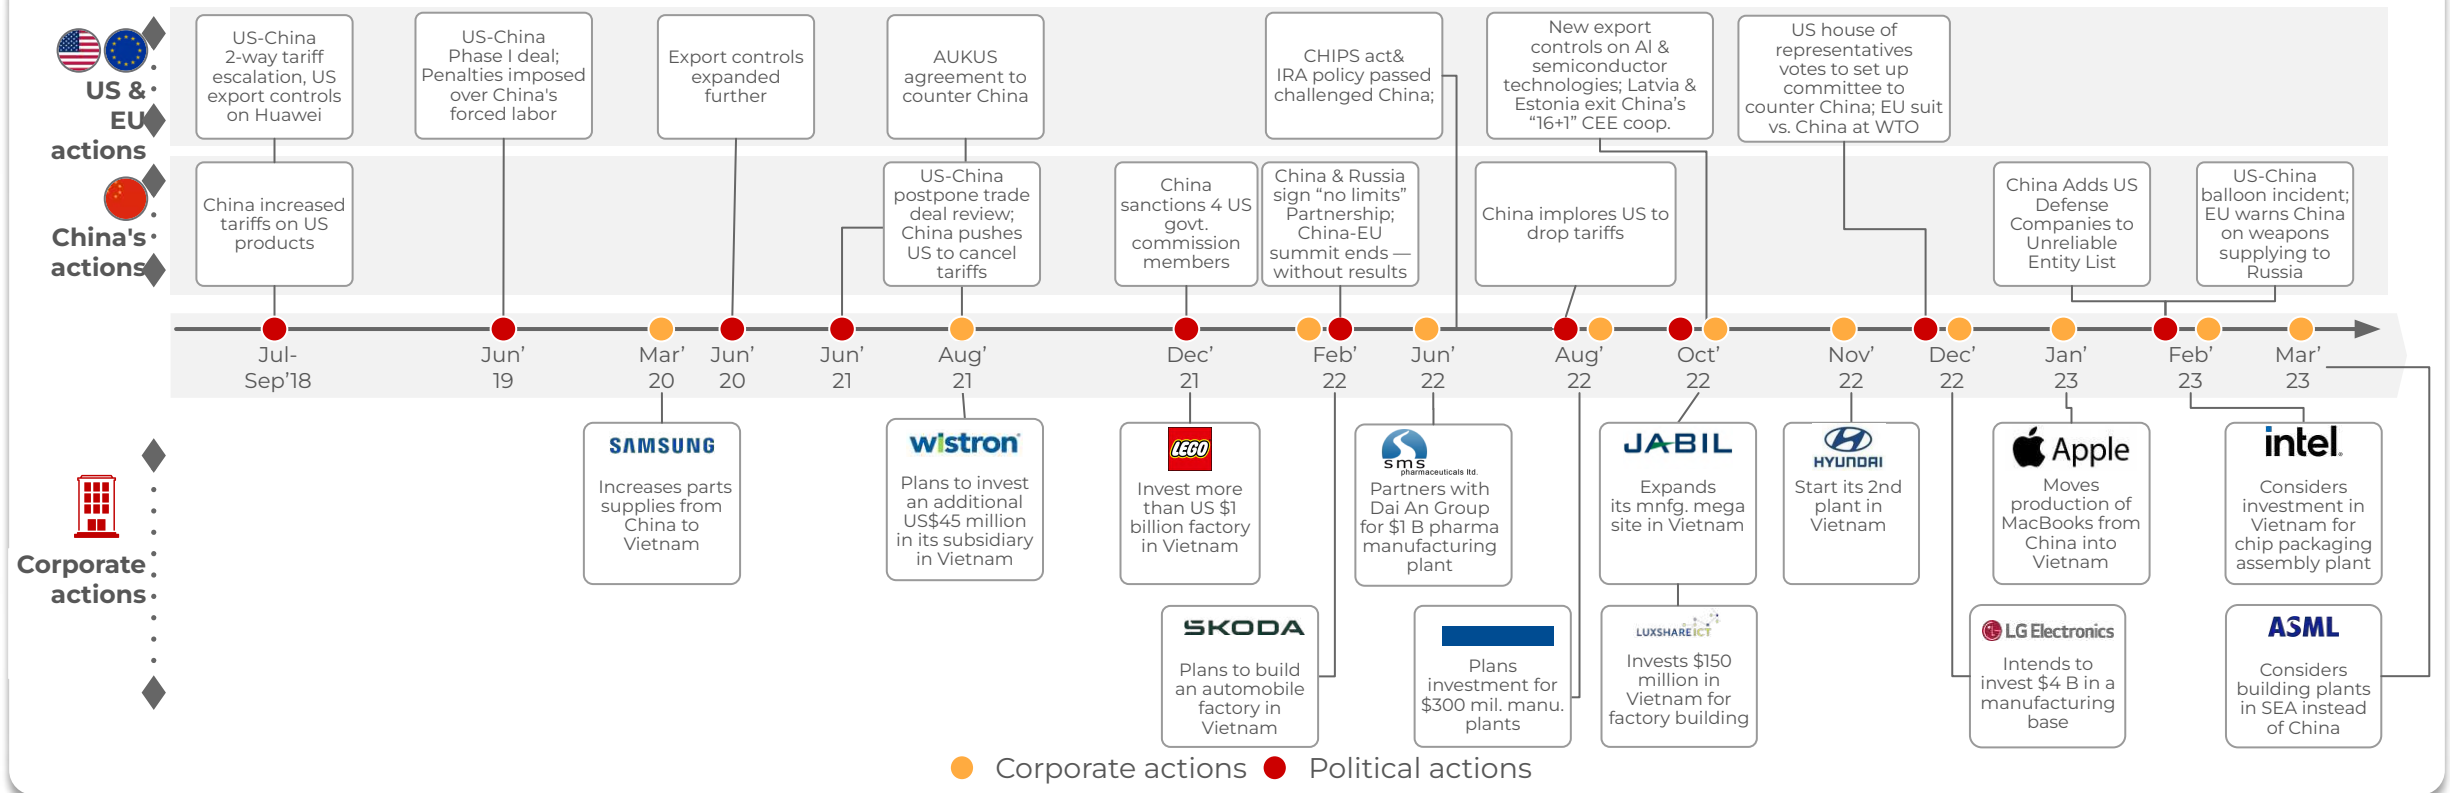 US &
EU
actions
US-China
2-way tariff
escalation, US
export controls
on Huawei
US-China
Phase I deal;
Penalties imposed
over China's
forced labor
Export controls
expanded
further
AUKUS
agreement to
counter China
CHIPS act&
IRA policy passed
challenged China;
New export
controls on AI &
semiconductor
technologies; Latvia &
Estonia exit China’s
“16+1” CEE coop.
US house of
representatives
votes to set up
committee to
counter China; EU suit
vs. China at WTO
China's
actions
China increased
tariffs on US
products
US-China
postpone trade
deal review;
China pushes
US to cancel
tariffs
China
sanctions 4 US
govt.
commission
members
China & Russia
sign “no limits”
Partnership;
China-EU
summit ends —
without results
China implores US to
drop tariffs
China Adds US
Defense
Companies to
Unreliable
Entity List
US-China
balloon incident;
EU warns China
on weapons
supplying to
Russia
Jul-
Sep’18
Jun’
19
Mar’
20
Jun’
20
Jun’
21
Aug’
21
Dec’
21
Feb’
22
Jun’
22
Aug’
22
Oct’
22
Nov’
22
Dec’
22
Jan’
23
Feb’
23
Mar’
23
Corporate
actions
SAMSUNG
Increases parts
supplies from
China to
Vietnam
wistron
Plans to invest
an additional
US$45 million
in its subsidiary
in Vietnam
LEGO
Invest more
than US $1
billion factory
in Vietnam
sms
pharmaceuticals ltd.
Partners with
Dai An Group
for $1 B pharma
manufacturing
plant
JABIL
Expands
its mnfg. mega
site in Vietnam
HYUNDAI
Start its 2nd
plant in
Vietnam
Apple
Moves
production of
MacBooks from
China into
Vietnam
intel.
Considers
investment in
Vietnam for
chip packaging
assembly plant
ŠKODA
Plans to build
an automobile
factory in
Vietnam
Plans
investment for
$300 mil. manu.
plants
LUXSHARE ICT
Invests $150
million in
Vietnam for
factory building
LG Electronics
Intends to
invest $4 B in a
manufacturing
base
ASML
Considers
building plants
in SEA instead
of China
Corporate actions
Political actions